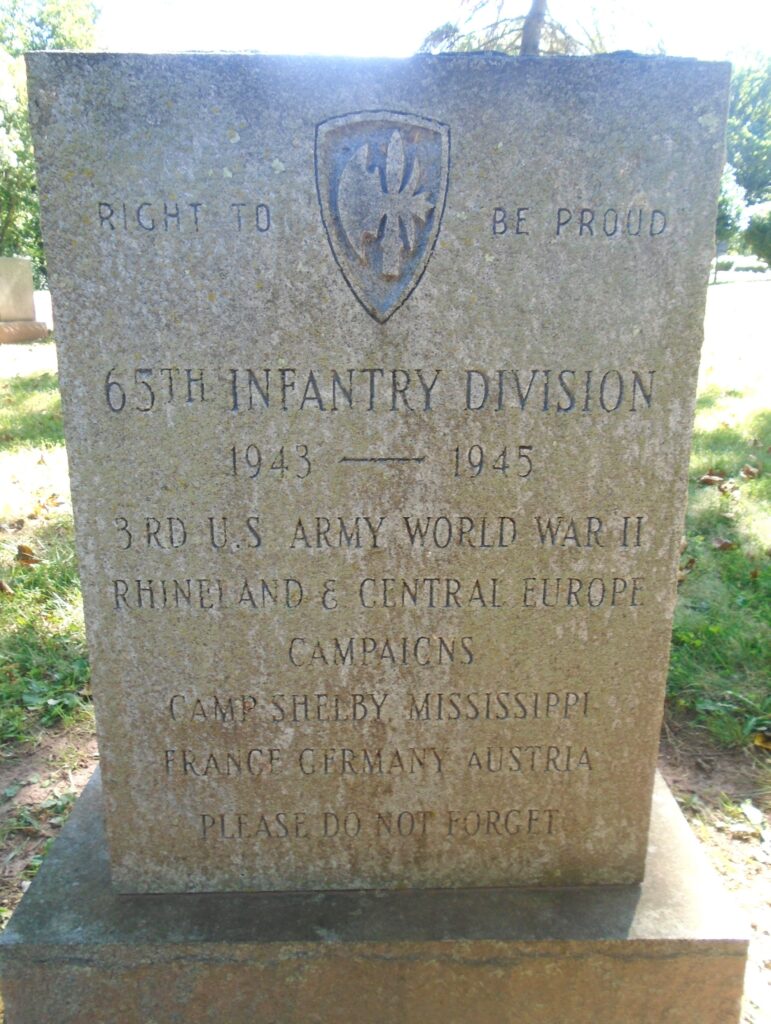 RIGHT TO BE PROUD
65TH INFANTRY DIVISION
1943 — 1945
3RD U.S ARMY WORLD WAR II
RHINELAND & CENTRAL EUROPE
CAMPAIGNS
CAMP SHELBY, MISSISSIPPI
FRANCE GERMANY AUSTRIA
PLEASE DO NOT FORGET